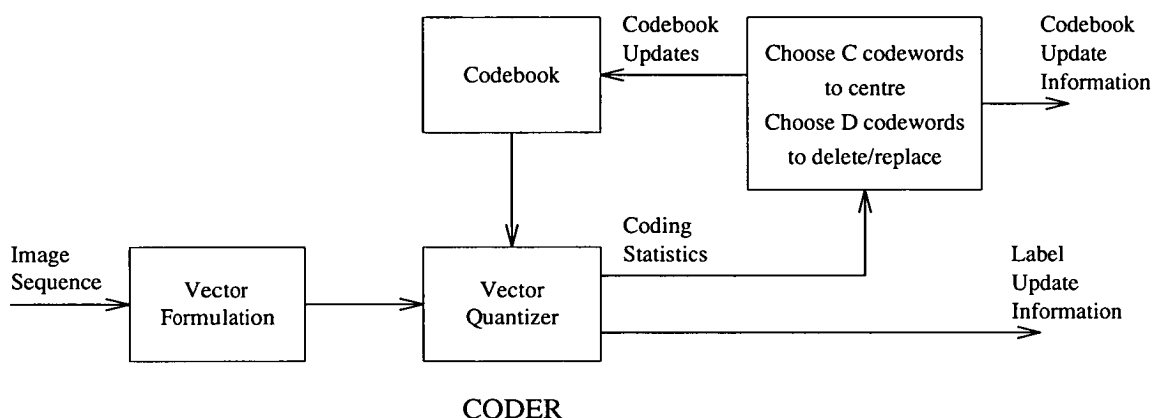 Codebook
Updates
Codebook
Update
Information
Codebook
Choose C codewords
to centre
Choose D codewords
to delete/replace
Image
Sequence
Vector
Formulation
Vector
Quantizer
Coding
Statistics
Label
Update
Information
CODER